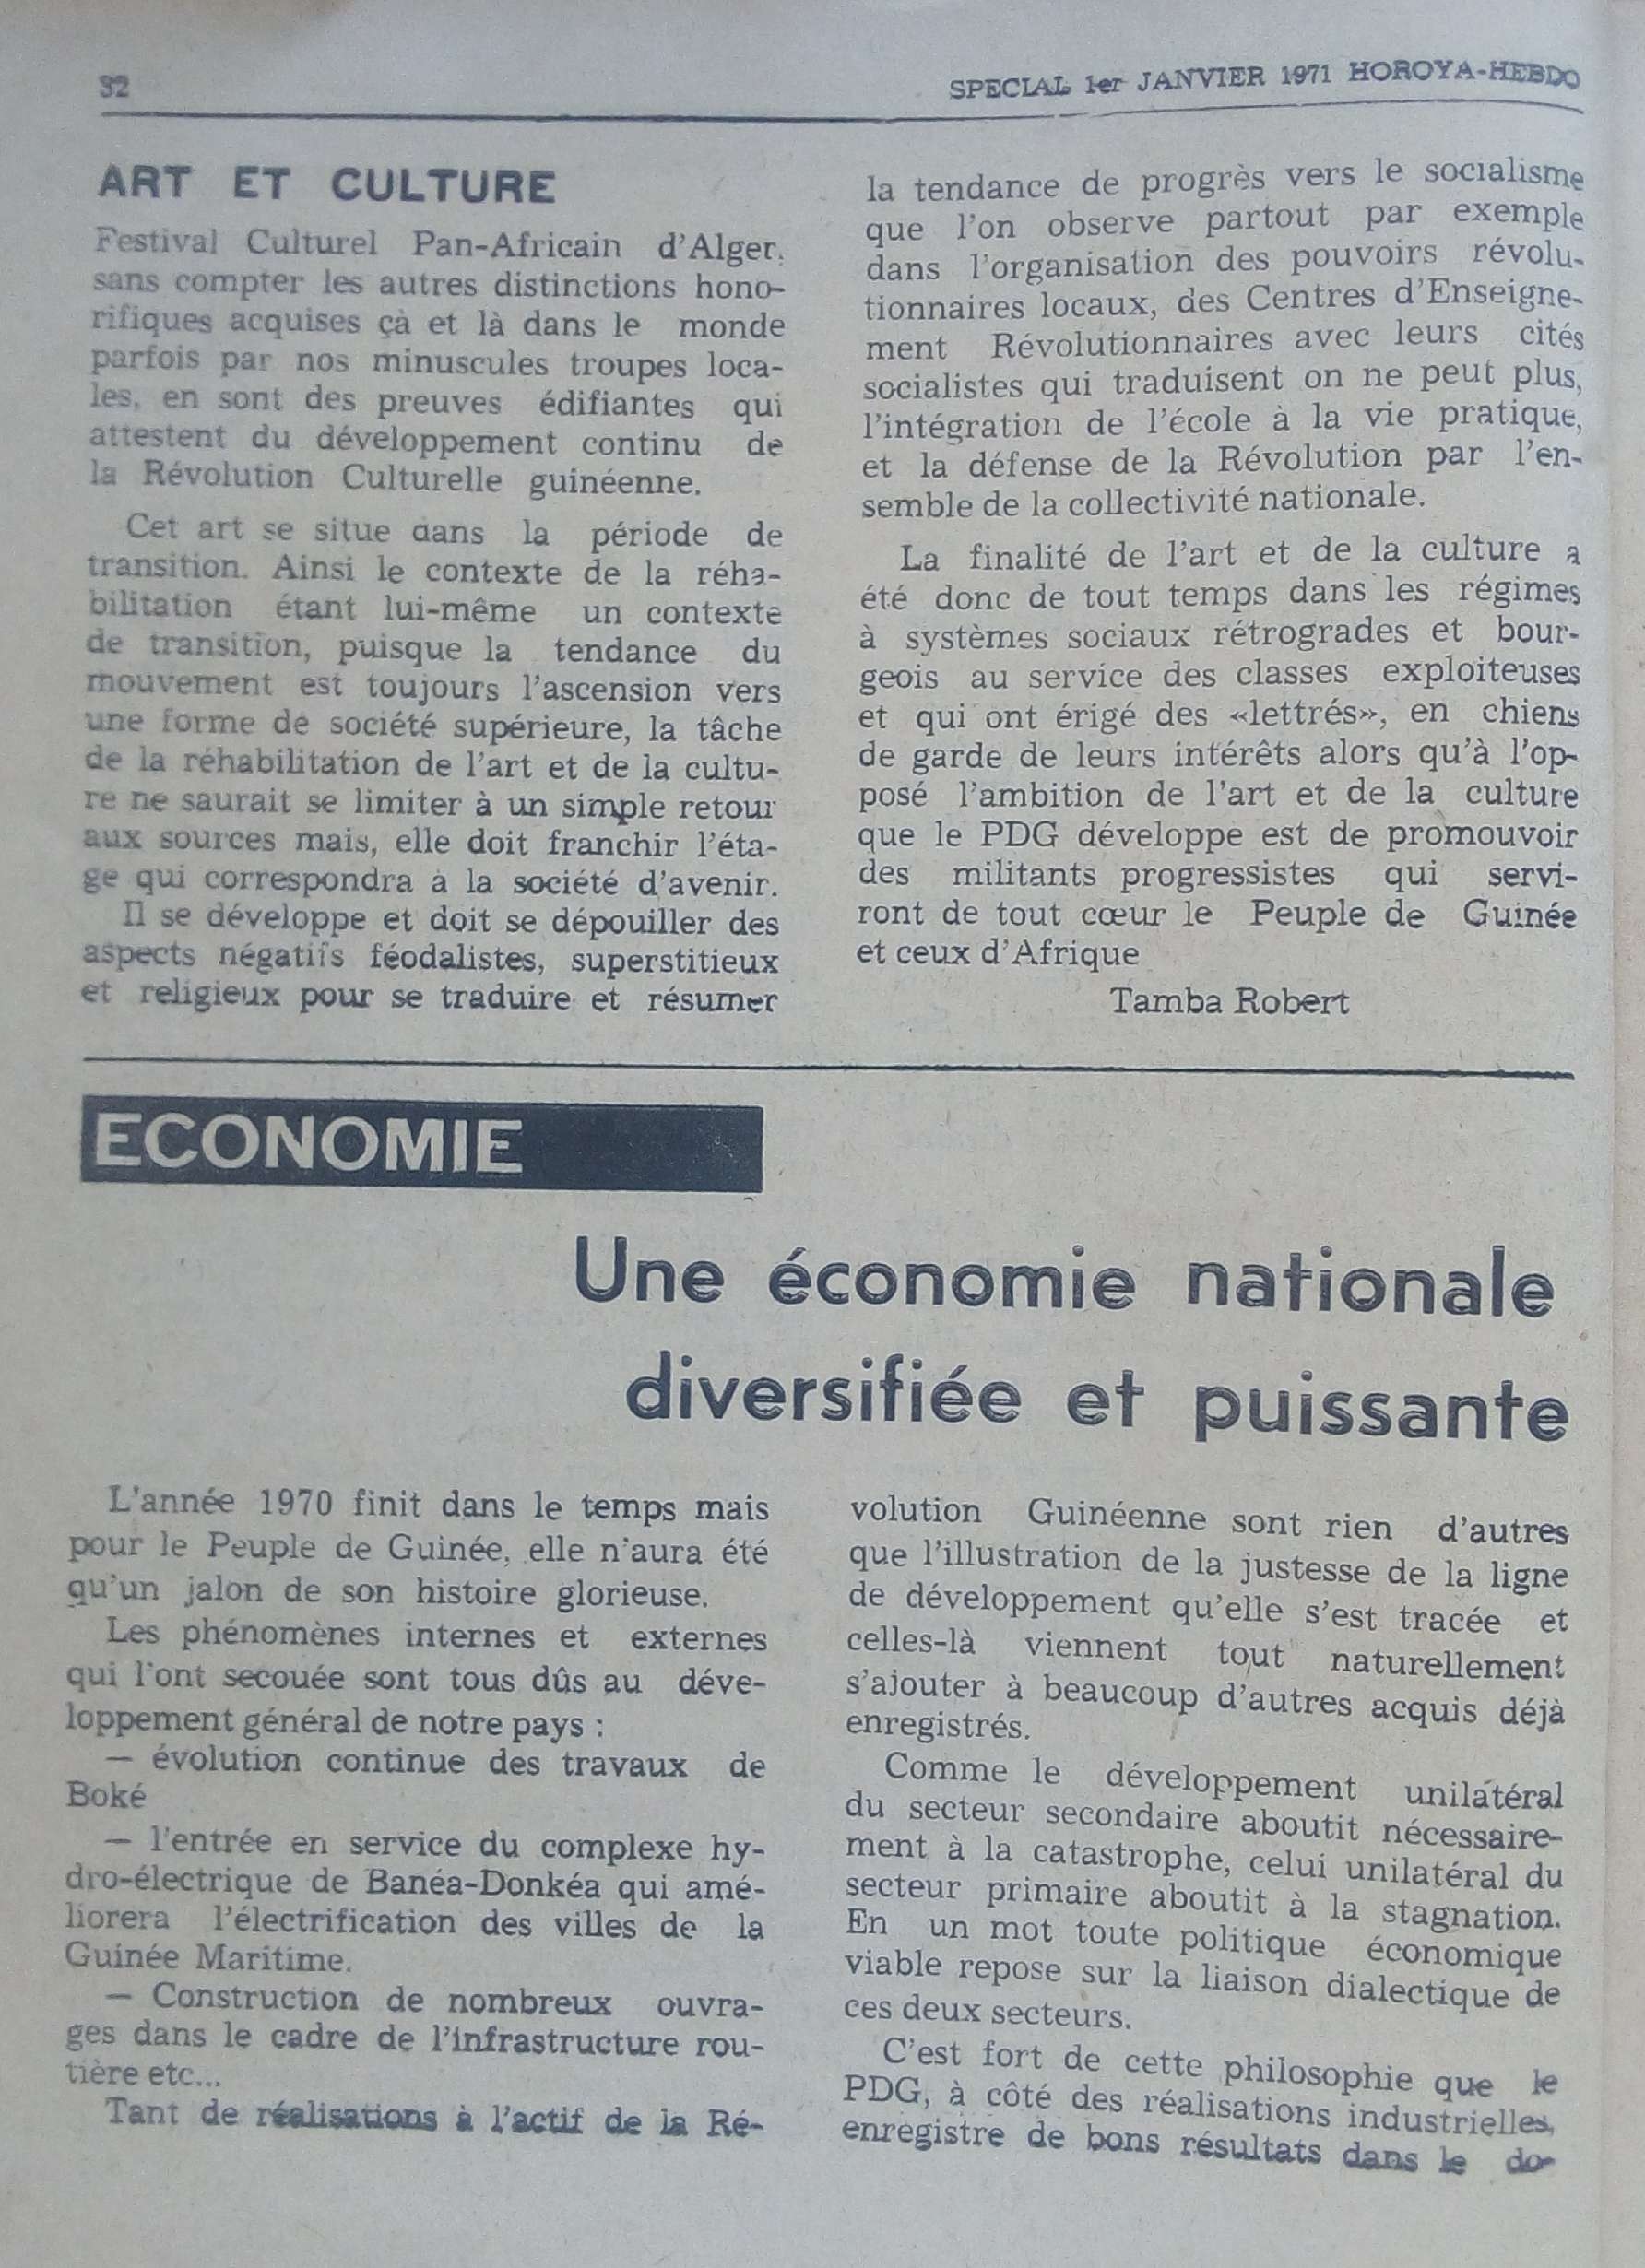 32
SPECIAL 1er JANVIER 1971 HOROYA-HEBDO
ART ET CULTURE
Festival Culturel Pan-Africain d'Alger,
sans compter les autres distinctions hono-
rifiques acquises çà et là dans le monde
parfois par nos minuscules troupes loca-
les, en sont des preuves édifiantes qui
attestent du développement continu de
la Révolution Culturelle guinéenne.
Cet art se situe dans la période de
transition. Ainsi le contexte de la réha-
bilitation étant lui-même un contexte
de transition, puisque la tendance du
mouvement est toujours l'ascension vers
une forme de société supérieure, la tâche
de la réhabilitation de l'art et de la cultu-
re ne saurait se limiter à un simple retour
aux sources mais, elle doit franchir l'éta-
ge qui correspondra à la société d'avenir.
Il se développe et doit se dépouiller des
aspects négatifs féodalistes, superstitieux
et religieux pour se traduire et résumer
la tendance de progrès vers le socialisme
que l'on observe partout par exemple
dans l'organisation des pouvoirs révolu-
tionnaires locaux, des Centres d'Enseigne-
ment Révolutionnaires avec leurs cités
socialistes qui traduisent on ne peut plus,
l'intégration de l'école à la vie pratique,
et la défense de la Révolution par l'en-
semble de la collectivité nationale.
La finalité de l'art et de la culture a
été donc de tout temps dans les régimes
à systèmes sociaux rétrogrades et bour-
geois au service des classes exploiteuses
et qui ont érigé des «lettrés», en chiens
de garde de leurs intérêts alors qu'à l'op-
posé l'ambition de l'art et de la culture
que le PDG développe est de promouvoir
des militants progressistes qui servi-
ront de tout cœur le Peuple de Guinée
et ceux d'Afrique
Tamba Robert
ECONOMIE
Une économie nationale
diversifiée et puissante
L'année 1970 finit dans le temps mais
pour le Peuple de Guinée, elle n'aura été
qu'un jalon de son histoire glorieuse.
Les phénomènes internes et externes
qui l'ont secouée sont tous dûs au déve-
loppement général de notre pays :
— évolution continue des travaux de
Boké
— l'entrée en service du complexe hy-
dro-électrique de Banéa-Donkéa qui amé-
liorera l'électrification des villes de la
Guinée Maritime.
— Construction de nombreux ouvra-
ges dans le cadre de l'infrastructure rou-
tière etc...
Tant de réalisations à l'actif de la Ré-
volution Guinéenne sont rien d'autres
que l'illustration de la justesse de la ligne
de développement qu'elle s'est tracée et
celles-là viennent tout naturellement
s'ajouter à beaucoup d'autres acquis déjà
enregistrés.
Comme le développement unilatéral
du secteur secondaire aboutit nécessaire-
ment à la catastrophe, celui unilatéral du
secteur primaire aboutit à la stagnation.
En un mot toute politique économique
viable repose sur la liaison dialectique de
ces deux secteurs.
C'est fort de cette philosophie que le
PDG, à côté des réalisations industrielles,
enregistre de bons résultats dans le do-